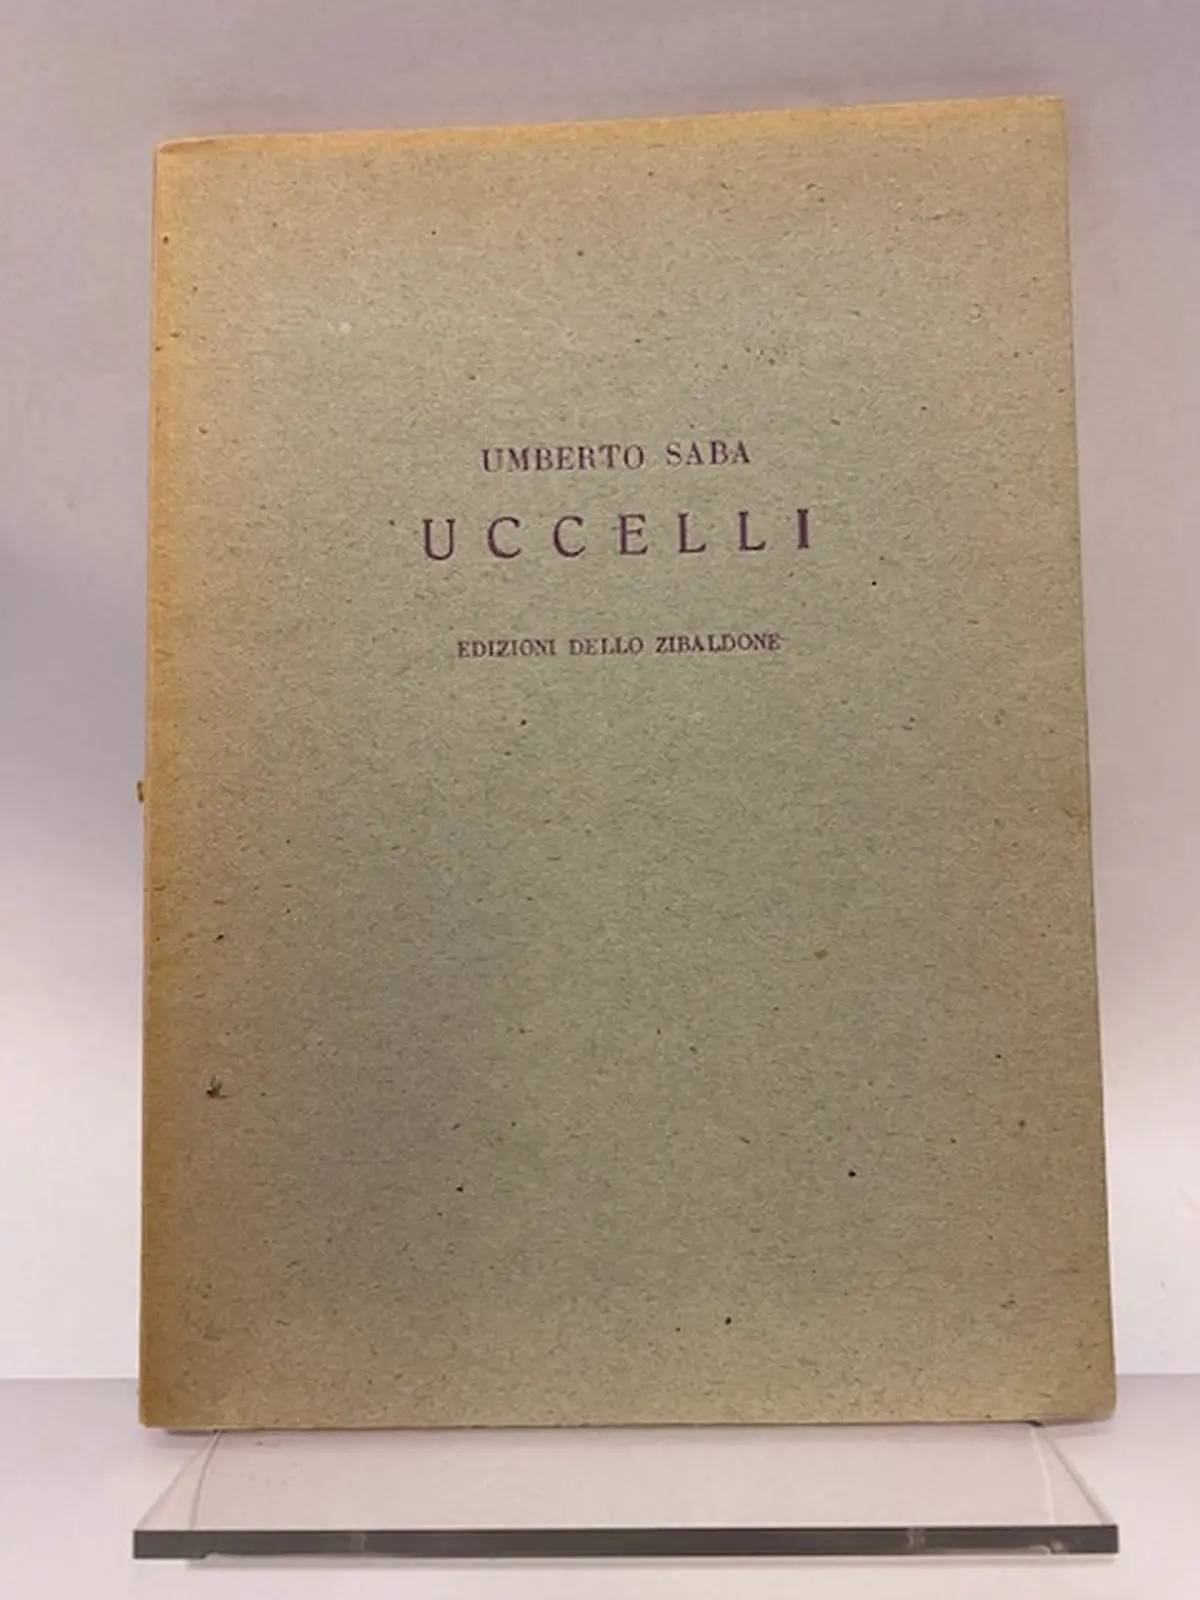 UMBERTO SABA
UCCELLI
EDIZIONI DELLO ZIBALDONE